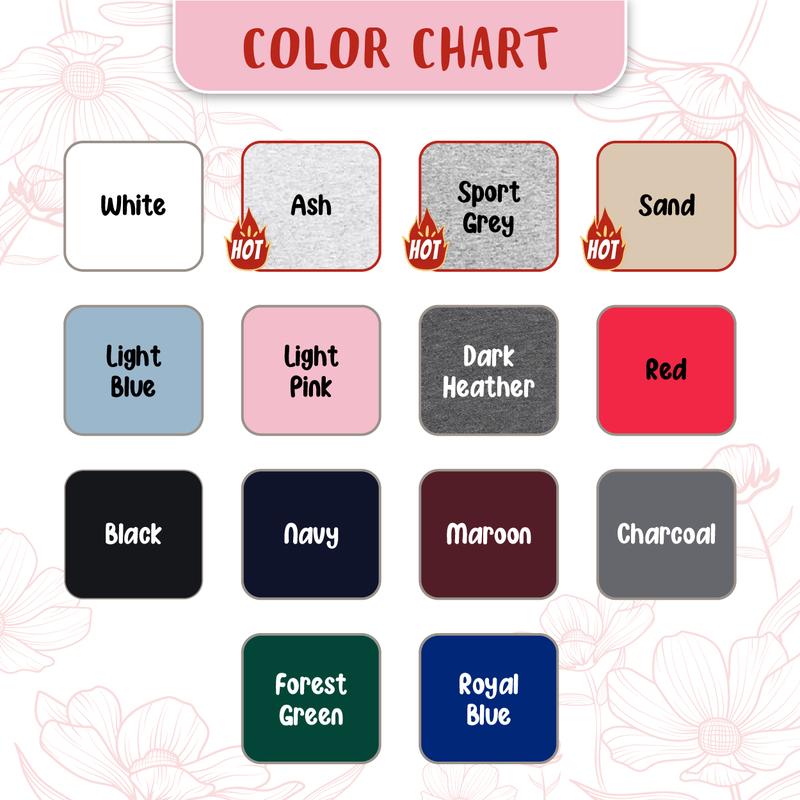 COLOR CHART
White
Ash
Sport
Grey
Sand
HOT
HOT
HOT
Light
Blue
Light
Pink
Dark
Heather
Red
Black
Navy
Maroon
Charcoal
Forest
Green
Royal
Blue